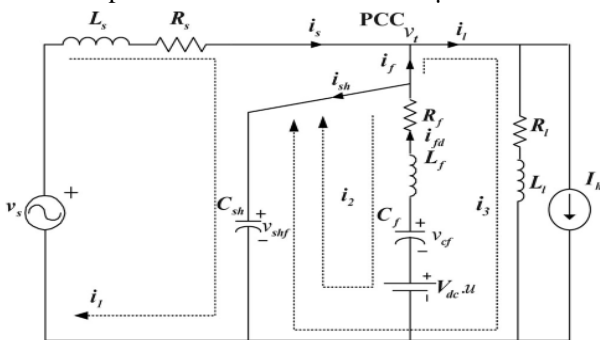 L_s
R_s
i_s
PCC
v_t
i_l
i_f
i_sh
R_f
R_l
i_fd
L_f
v_s
+
C_sh
+
v_shf
−
i_2
C_f
+
v_cf
−
i_3
L_l
+
V_dc.u
−
i_1